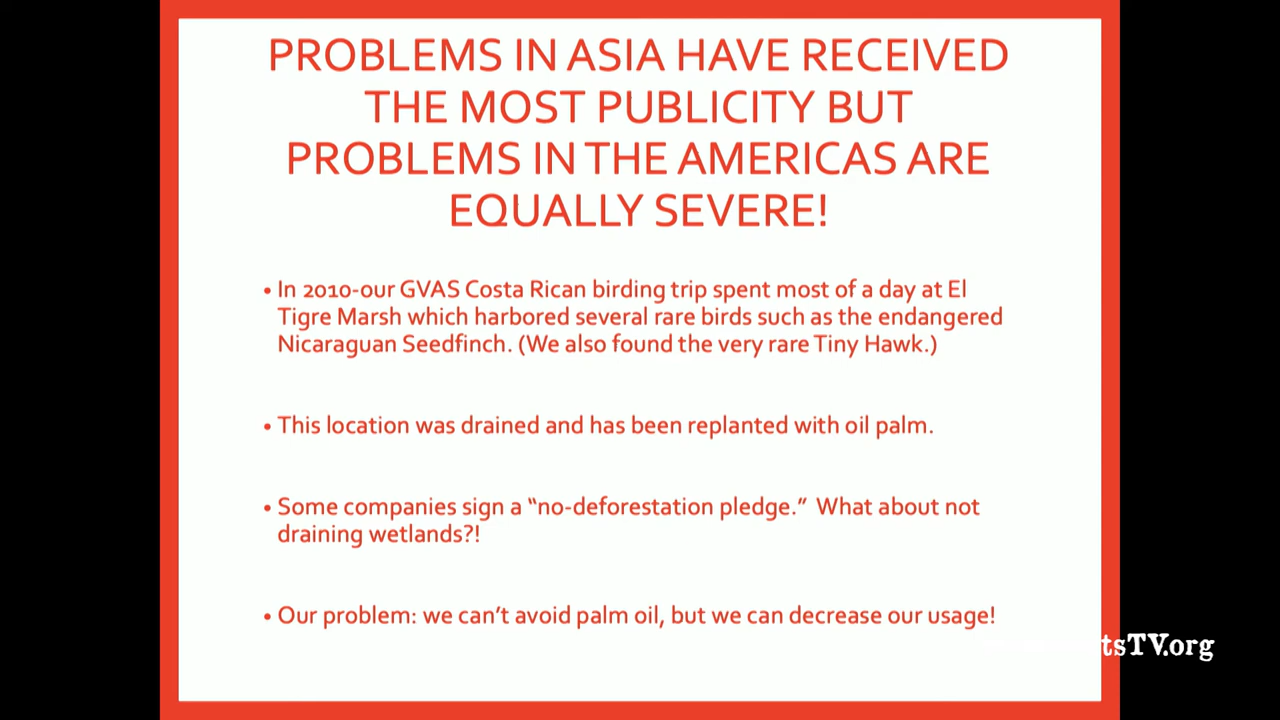 PROBLEMS IN ASIA HAVE RECEIVED
THE MOST PUBLICITY BUT
PROBLEMS IN THE AMERICAS ARE
EQUALLY SEVERE!
• In 2010-our GVAS Costa Rican birding trip spent most of a day at El
Tigre Marsh which harbored several rare birds such as the endangered
Nicaraguan Seedfinch. (We also found the very rare Tiny Hawk.)
• This location was drained and has been replanted with oil palm.
• Some companies sign a “no-deforestation pledge.” What about not
draining wetlands?!
• Our problem: we can’t avoid palm oil, but we can decrease our usage!
tsTV.org